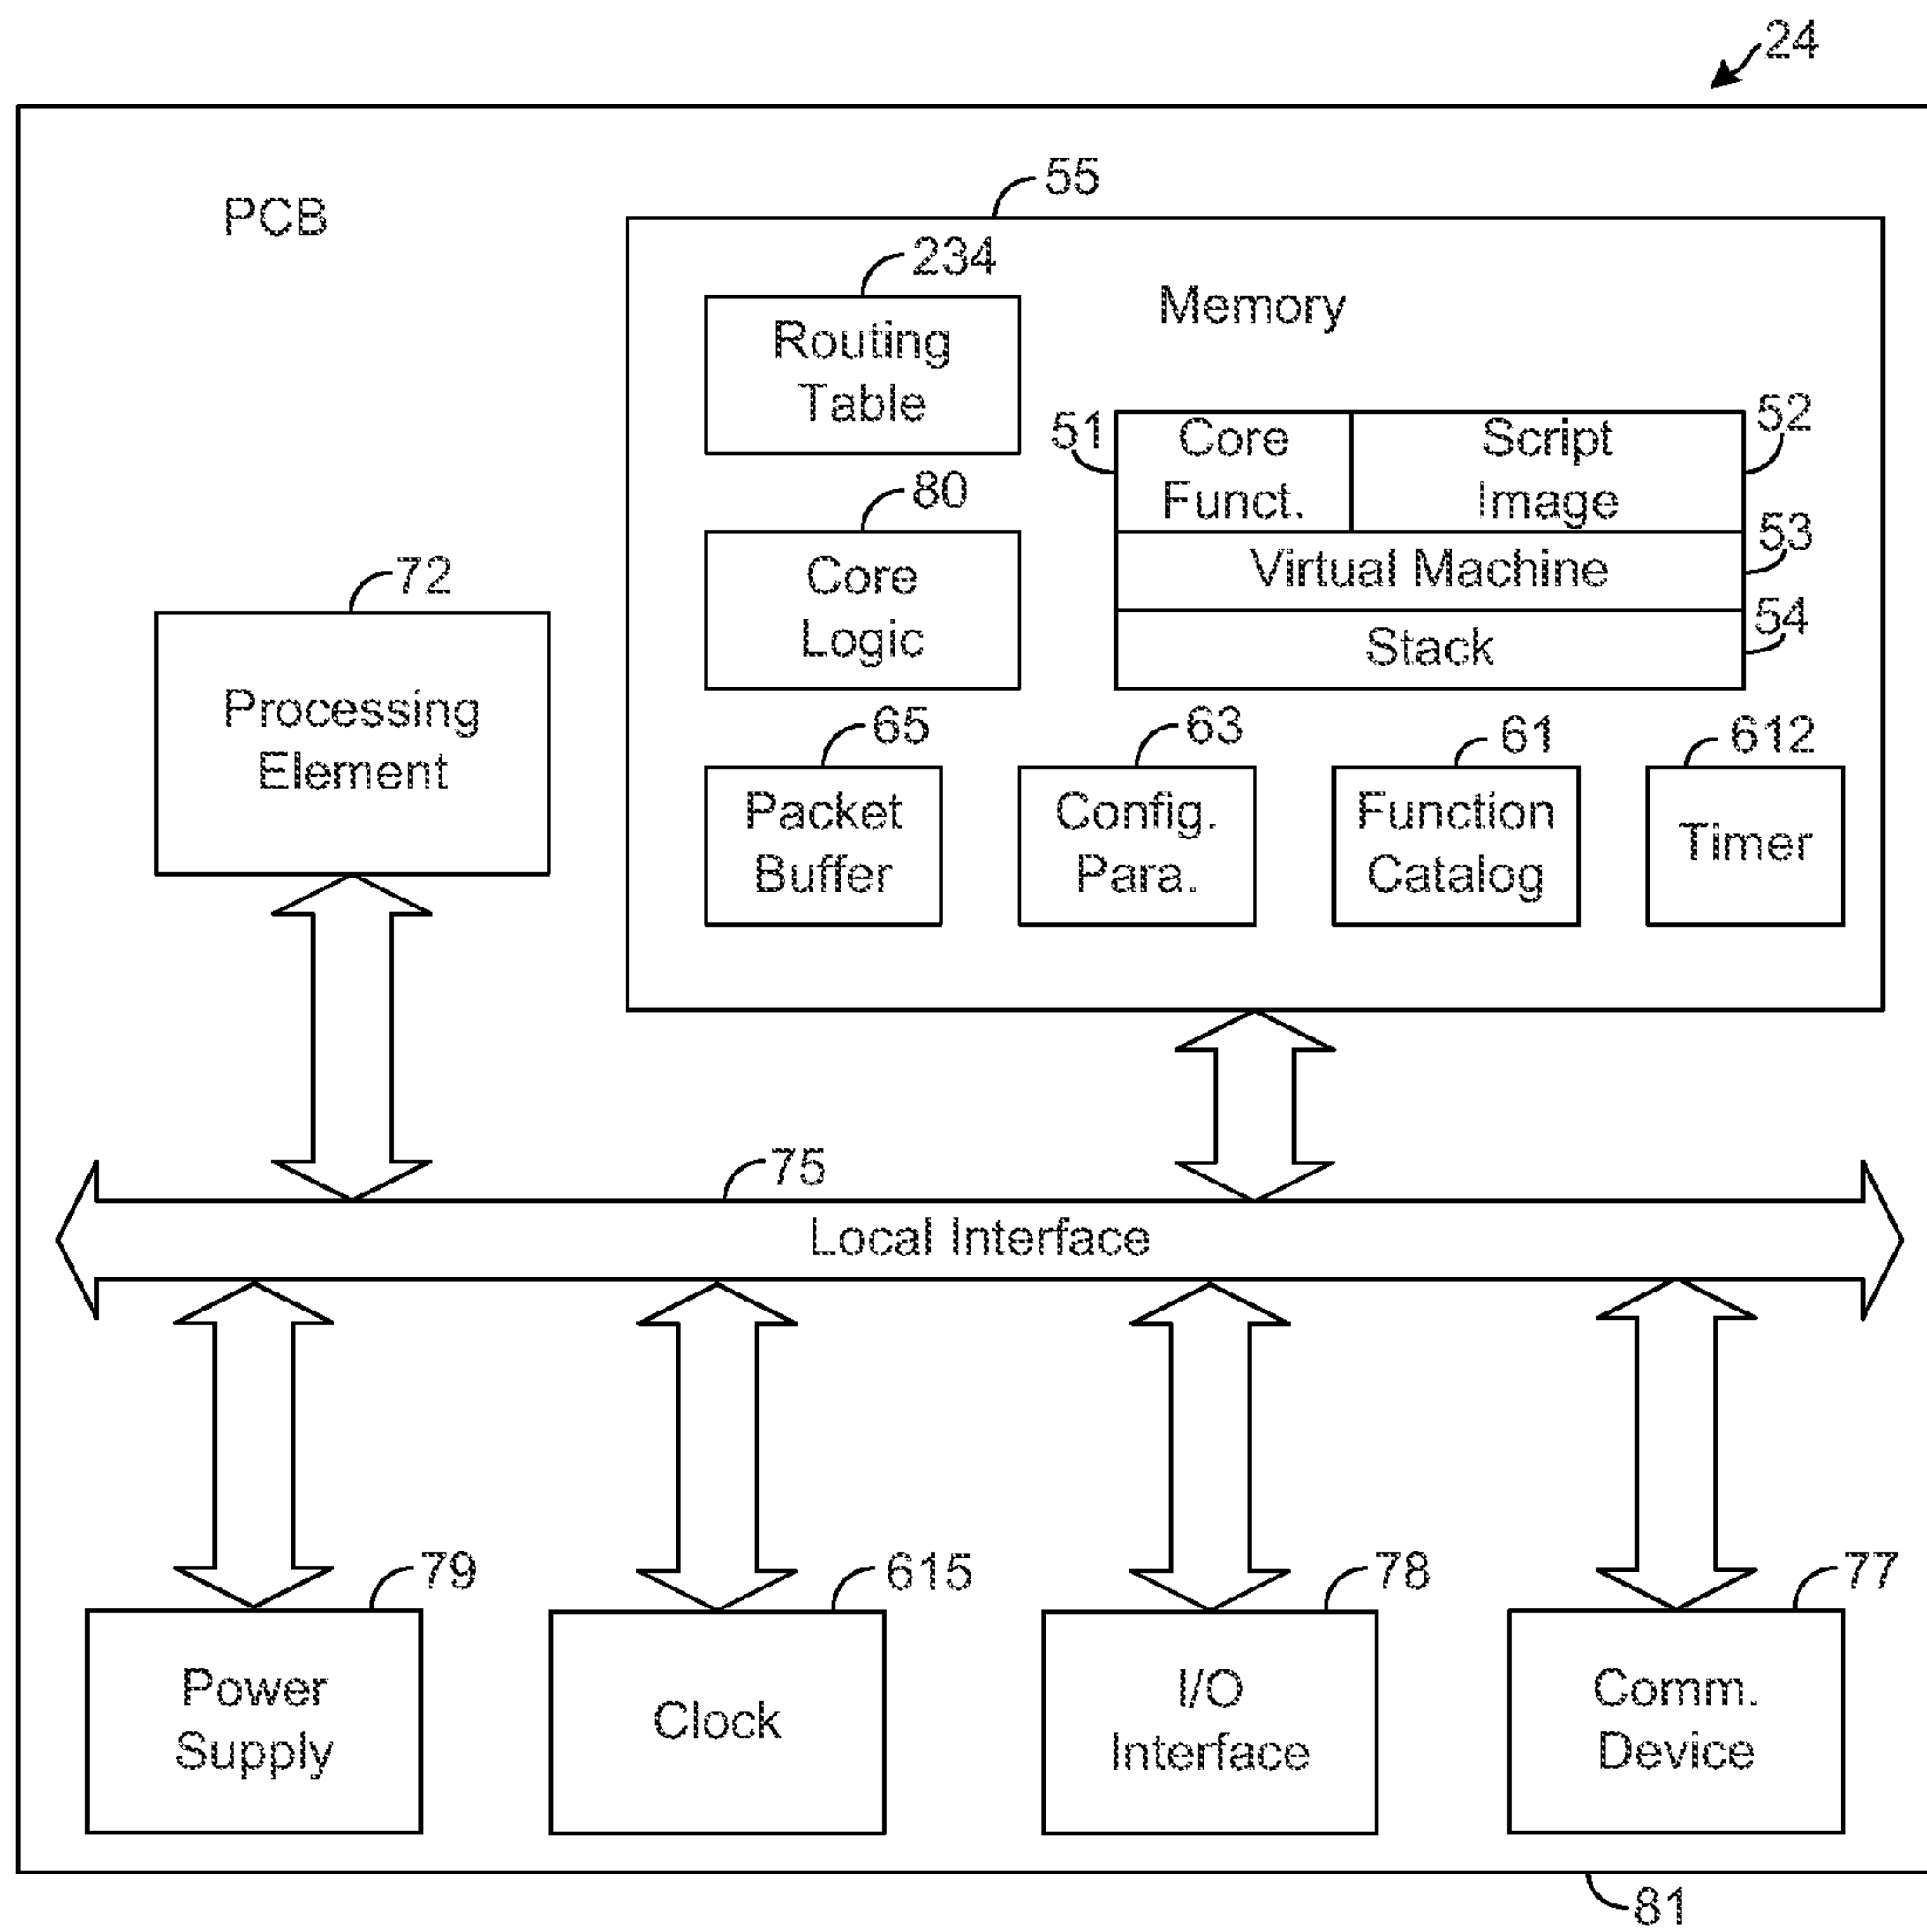 24
PCB
55
234
Memory
Routing
Table
51
Core
Funct.
Script
Image
52
80
Core
Logic
Virtual Machine
53
Stack
54
72
Processing
Element
65
Packet
Buffer
63
Config.
Para.
61
Function
Catalog
612
Timer
75
Local Interface
79
Power
Supply
615
Clock
78
I/O
Interface
77
Comm.
Device
81